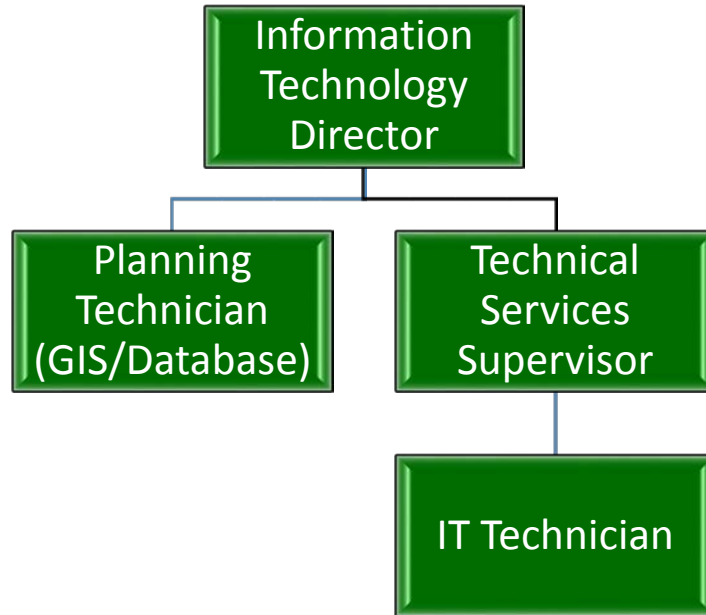 Information
Technology
Director
Planning
Technician
(GIS/Database)
Technical
Services
Supervisor
IT Technician